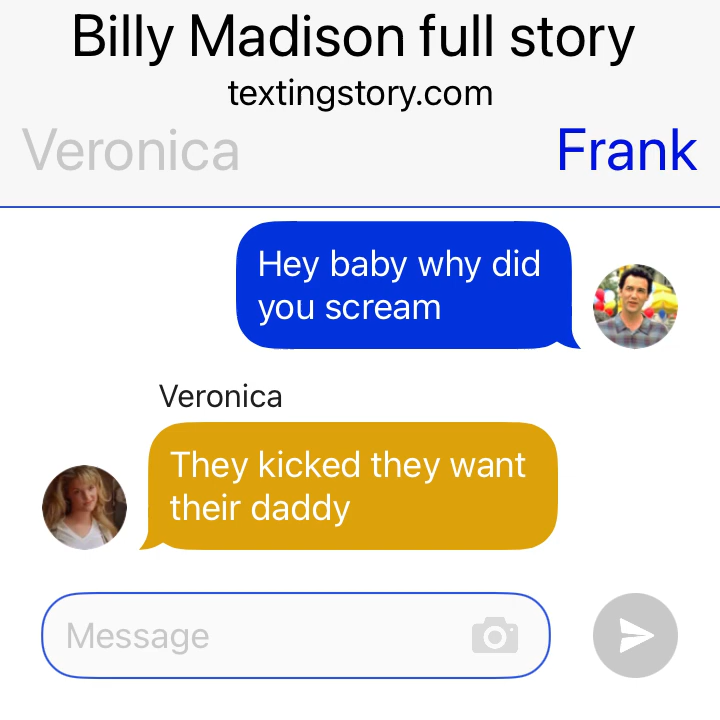 Billy Madison full story
textingstory.com
Veronica
Frank
Hey baby why did
you scream
Veronica
They kicked they want
their daddy
Message